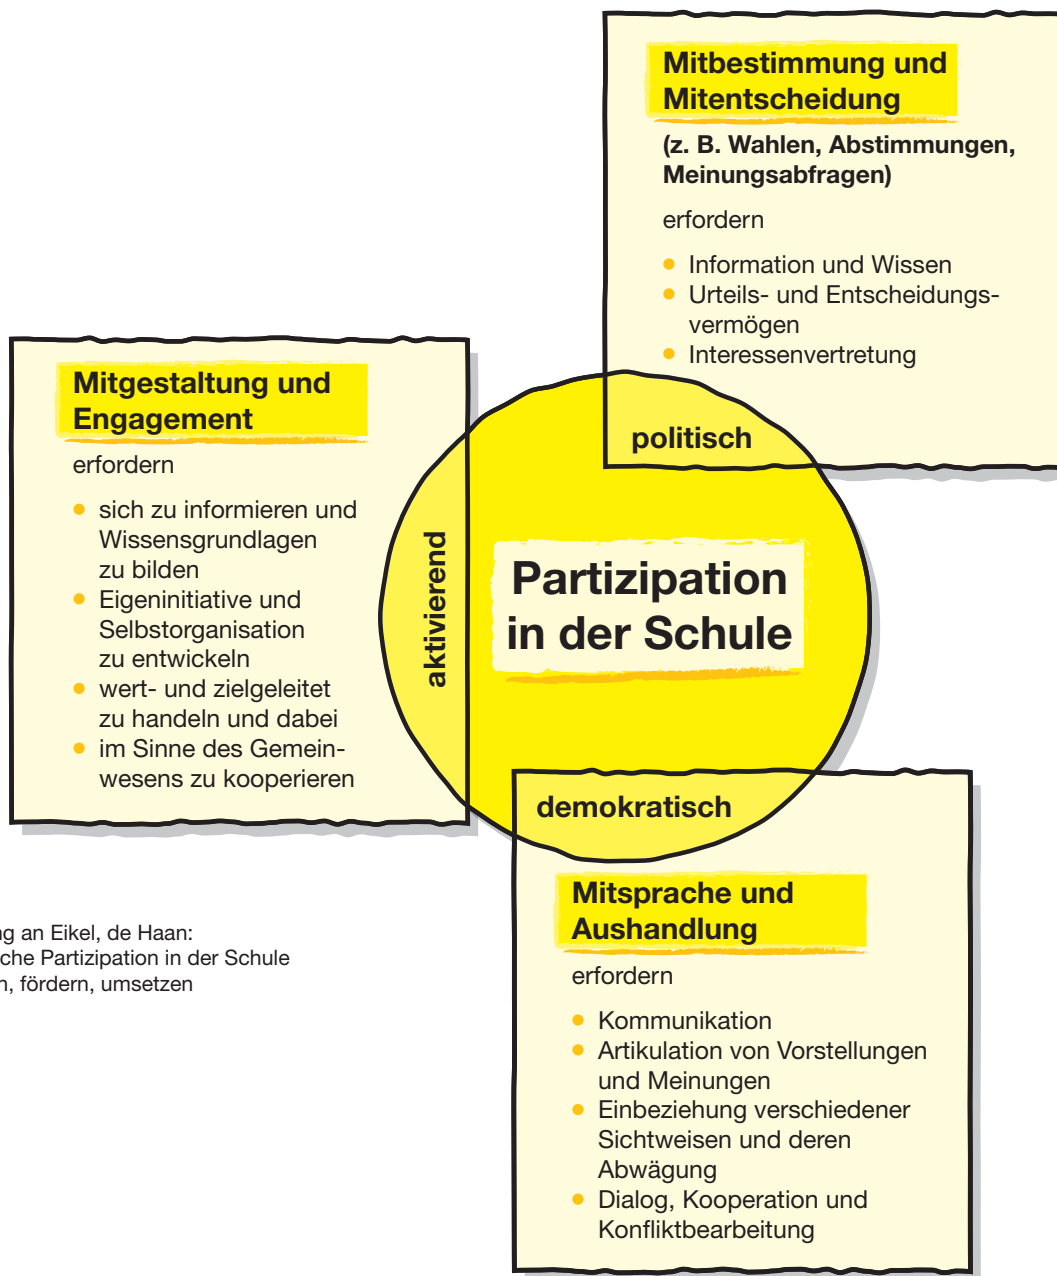 Mitbestimmung und
Mitentscheidung
(z. B. Wahlen, Abstimmungen,
Meinungsabfragen)
erfordern
• Information und Wissen
• Urteils- und Entscheidungs-
vermögen
• Interessenvertretung
politisch
Mitgestaltung und
Engagement
erfordern
• sich zu informieren und
Wissensgrundlagen
zu bilden
• Eigeninitiative und
Selbstorganisation
zu entwickeln
• wert- und zielgeleitet
zu handeln und dabei
• im Sinne des Gemein-
wesens zu kooperieren
aktivierend
Partizipation
in der Schule
demokratisch
Mitsprache und
Aushandlung
erfordern
• Kommunikation
• Artikulation von Vorstellungen
und Meinungen
• Einbeziehung verschiedener
Sichtweisen und deren
Abwägung
• Dialog, Kooperation und
Konfliktbearbeitung
ng an Eikel, de Haan:
che Partizipation in der Schule
n, fördern, umsetzen